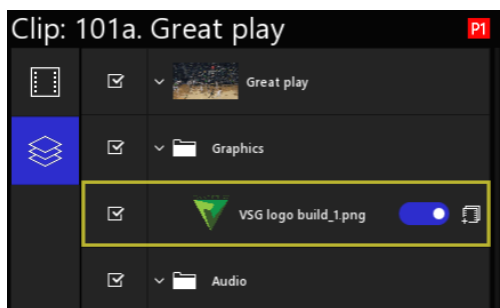 Clip: 101a. Great play P1
Great play
Graphics
VSG logo build_1.png
Audio